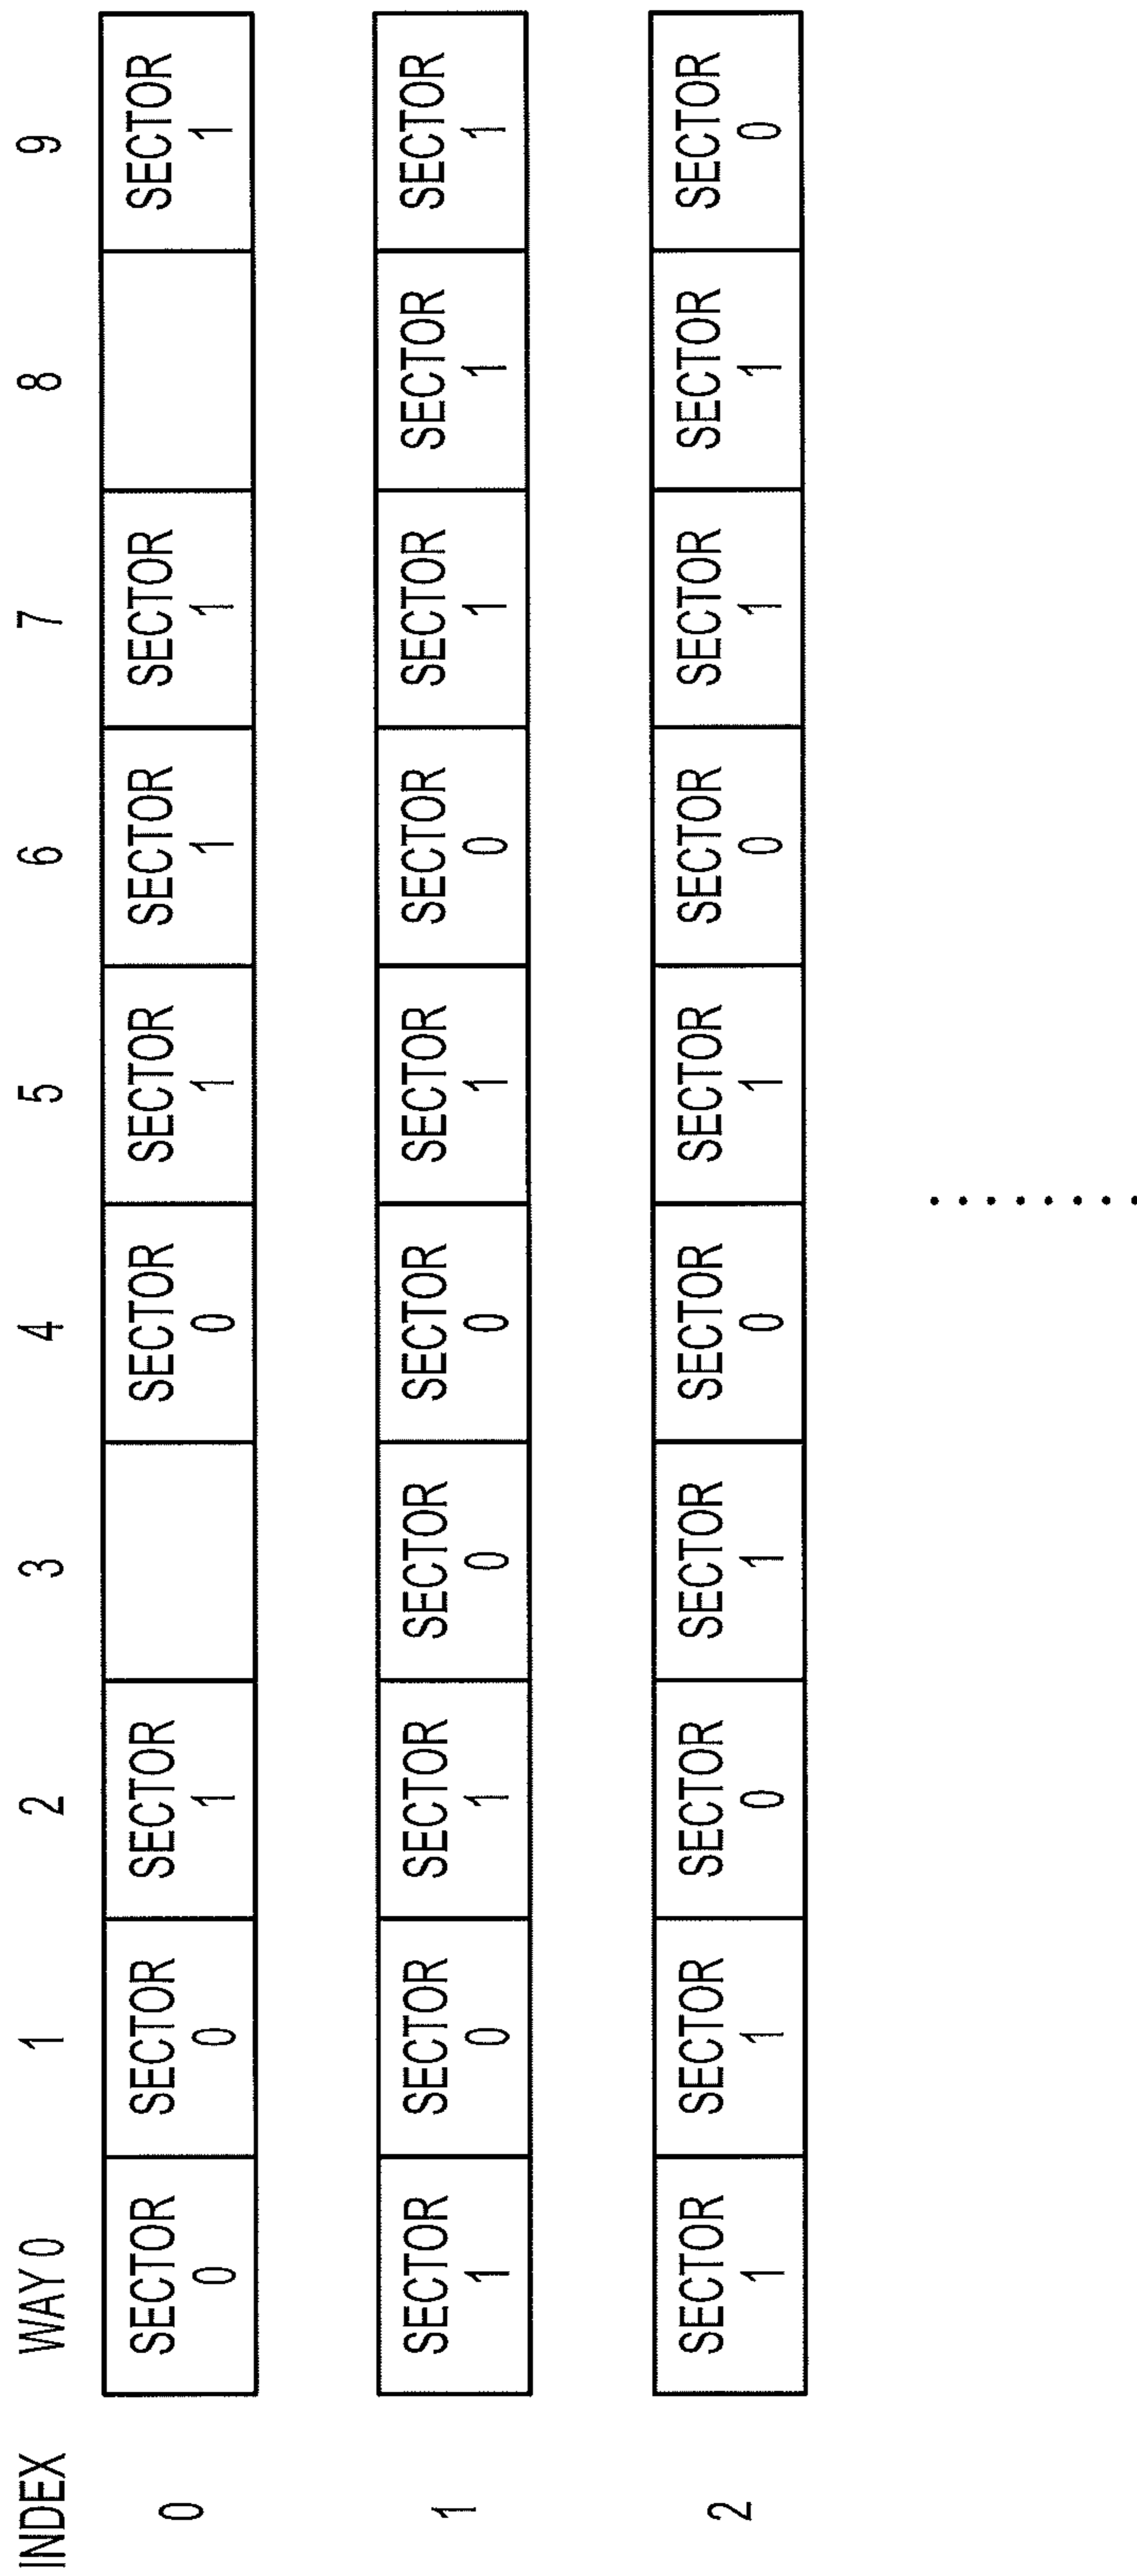 INDEX WAY 0 1 2 3 4 5 6 7 8 9
0 SECTOR 0 SECTOR 0 SECTOR 1 SECTOR 0 SECTOR 1 SECTOR 1 SECTOR 1 SECTOR 1
1 SECTOR 1 SECTOR 0 SECTOR 1 SECTOR 0 SECTOR 0 SECTOR 1 SECTOR 0 SECTOR 1 SECTOR 1 SECTOR 1
2 SECTOR 1 SECTOR 1 SECTOR 0 SECTOR 1 SECTOR 0 SECTOR 1 SECTOR 0 SECTOR 1 SECTOR 1 SECTOR 0